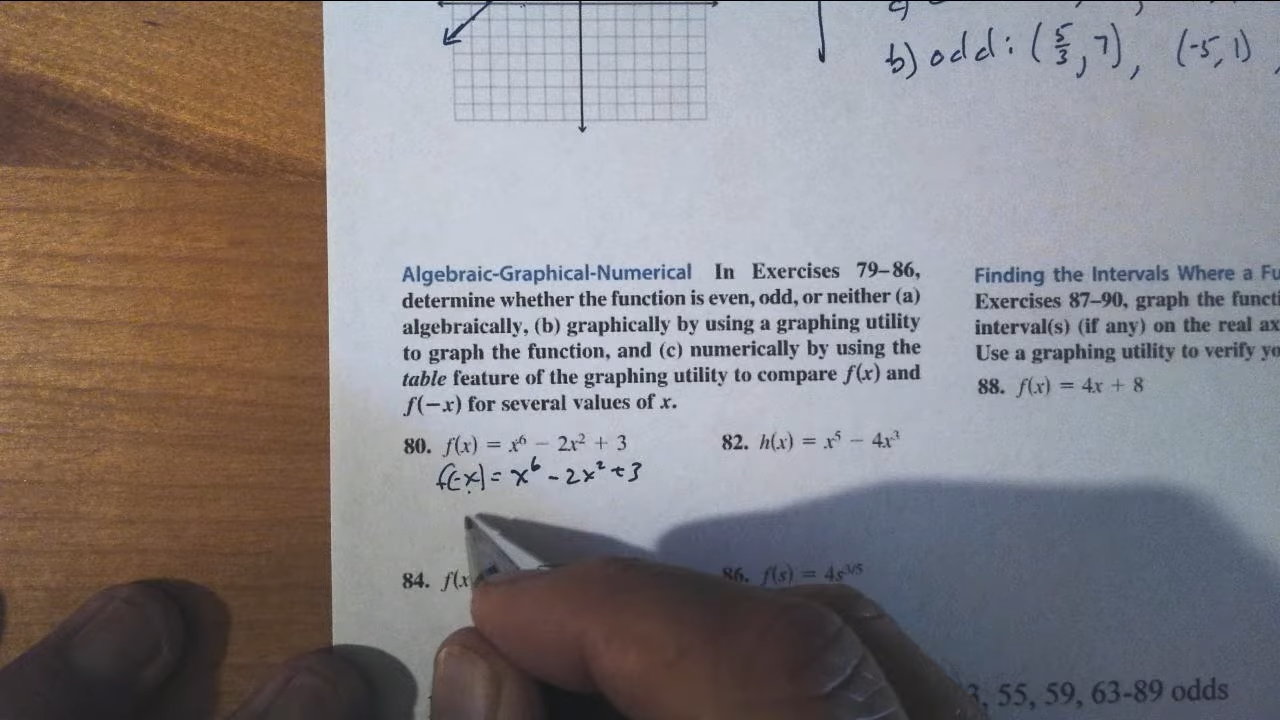 b) odd: (5/3, 7), (-5, 1)
Algebraic-Graphical-Numerical In Exercises 79–86,
determine whether the function is even, odd, or neither (a)
algebraically, (b) graphically by using a graphing utility
to graph the function, and (c) numerically by using the
table feature of the graphing utility to compare f(x) and
f(−x) for several values of x.
80. f(x) = x⁶ − 2x² + 3
82. h(x) = x⁵ − 4x³
f(-x) = x⁶ - 2x² + 3
84. f(x
86. f(s) = 4s³ᐟ⁵
Finding the Intervals Where a Fu
Exercises 87–90, graph the functi
interval(s) (if any) on the real ax
Use a graphing utility to verify yo
88. f(x) = 4x + 8
3, 55, 59, 63-89 odds